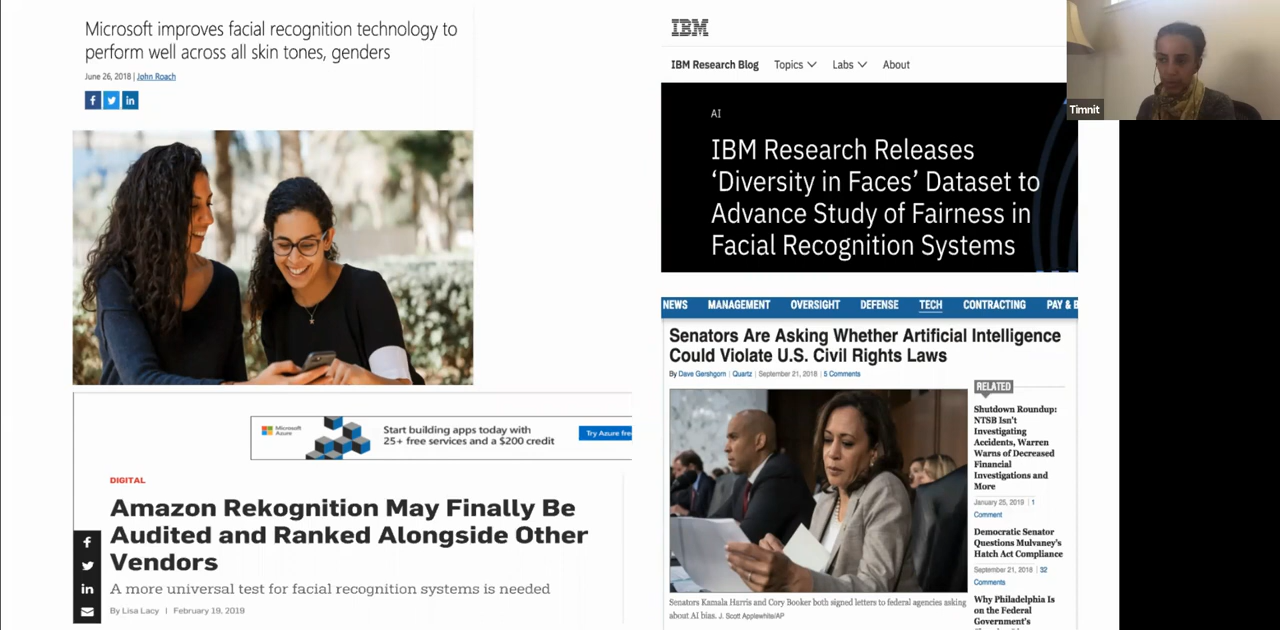 Microsoft improves facial recognition technology to
perform well across all skin tones, genders
June 26, 2018 | John Roach
Microsoft
Azure
Start building apps today with
25+ free services and a $200 credit
Try Azure fre
DIGITAL
Amazon Rekognition May Finally Be
Audited and Ranked Alongside Other
Vendors
A more universal test for facial recognition systems is needed
By Lisa Lacy | February 19, 2019
IBM
IBM Research Blog Topics Labs About
AI
IBM Research Releases
‘Diversity in Faces’ Dataset to
Advance Study of Fairness in
Facial Recognition Systems
NEWS MANAGEMENT OVERSIGHT DEFENSE TECH CONTRACTING PAY & B
Senators Are Asking Whether Artificial Intelligence
Could Violate U.S. Civil Rights Laws
By Dave Gershgorn | Quartz | September 21, 2018 | 5 Comments
Senators Kamala Harris and Cory Booker both signed letters to federal agencies asking
about AI bias. J. Scott Applewhite/AP
RELATED
Shutdown Roundup:
NTSB Isn't
Investigating
Accidents, Warren
Warns of Decreased
Financial
Investigations and
More
January 25, 2019 | 1
Comment
Democratic Senator
Questions Mulvaney's
Hatch Act Compliance
September 21, 2018 | 32
Comments
Why Philadelphia Is
on the Federal
Government's
Timnit